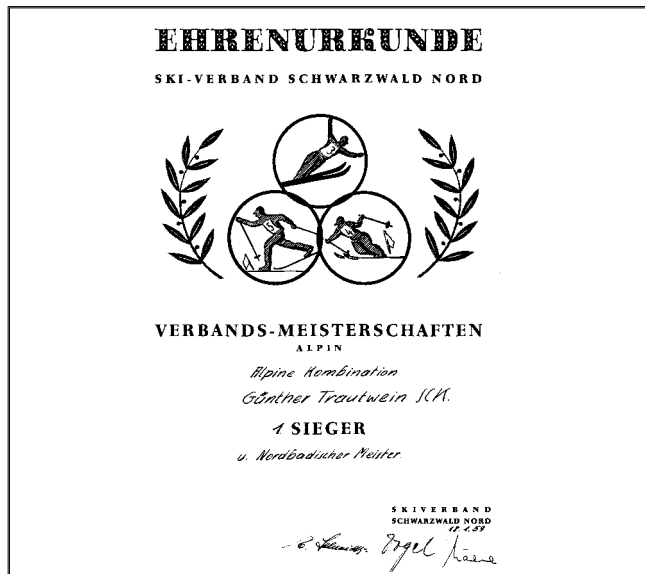 EHRENURKUNDE
SKI-VERBAND SCHWARZWALD NORD
VERBANDS-MEISTERSCHAFTEN
ALPIN
Alpine Kombination
Günther Trautwein SCK.
1 SIEGER
u. Nordbadischer Meister.
SKIVERBAND
SCHWARZWALD NORD
Vogel